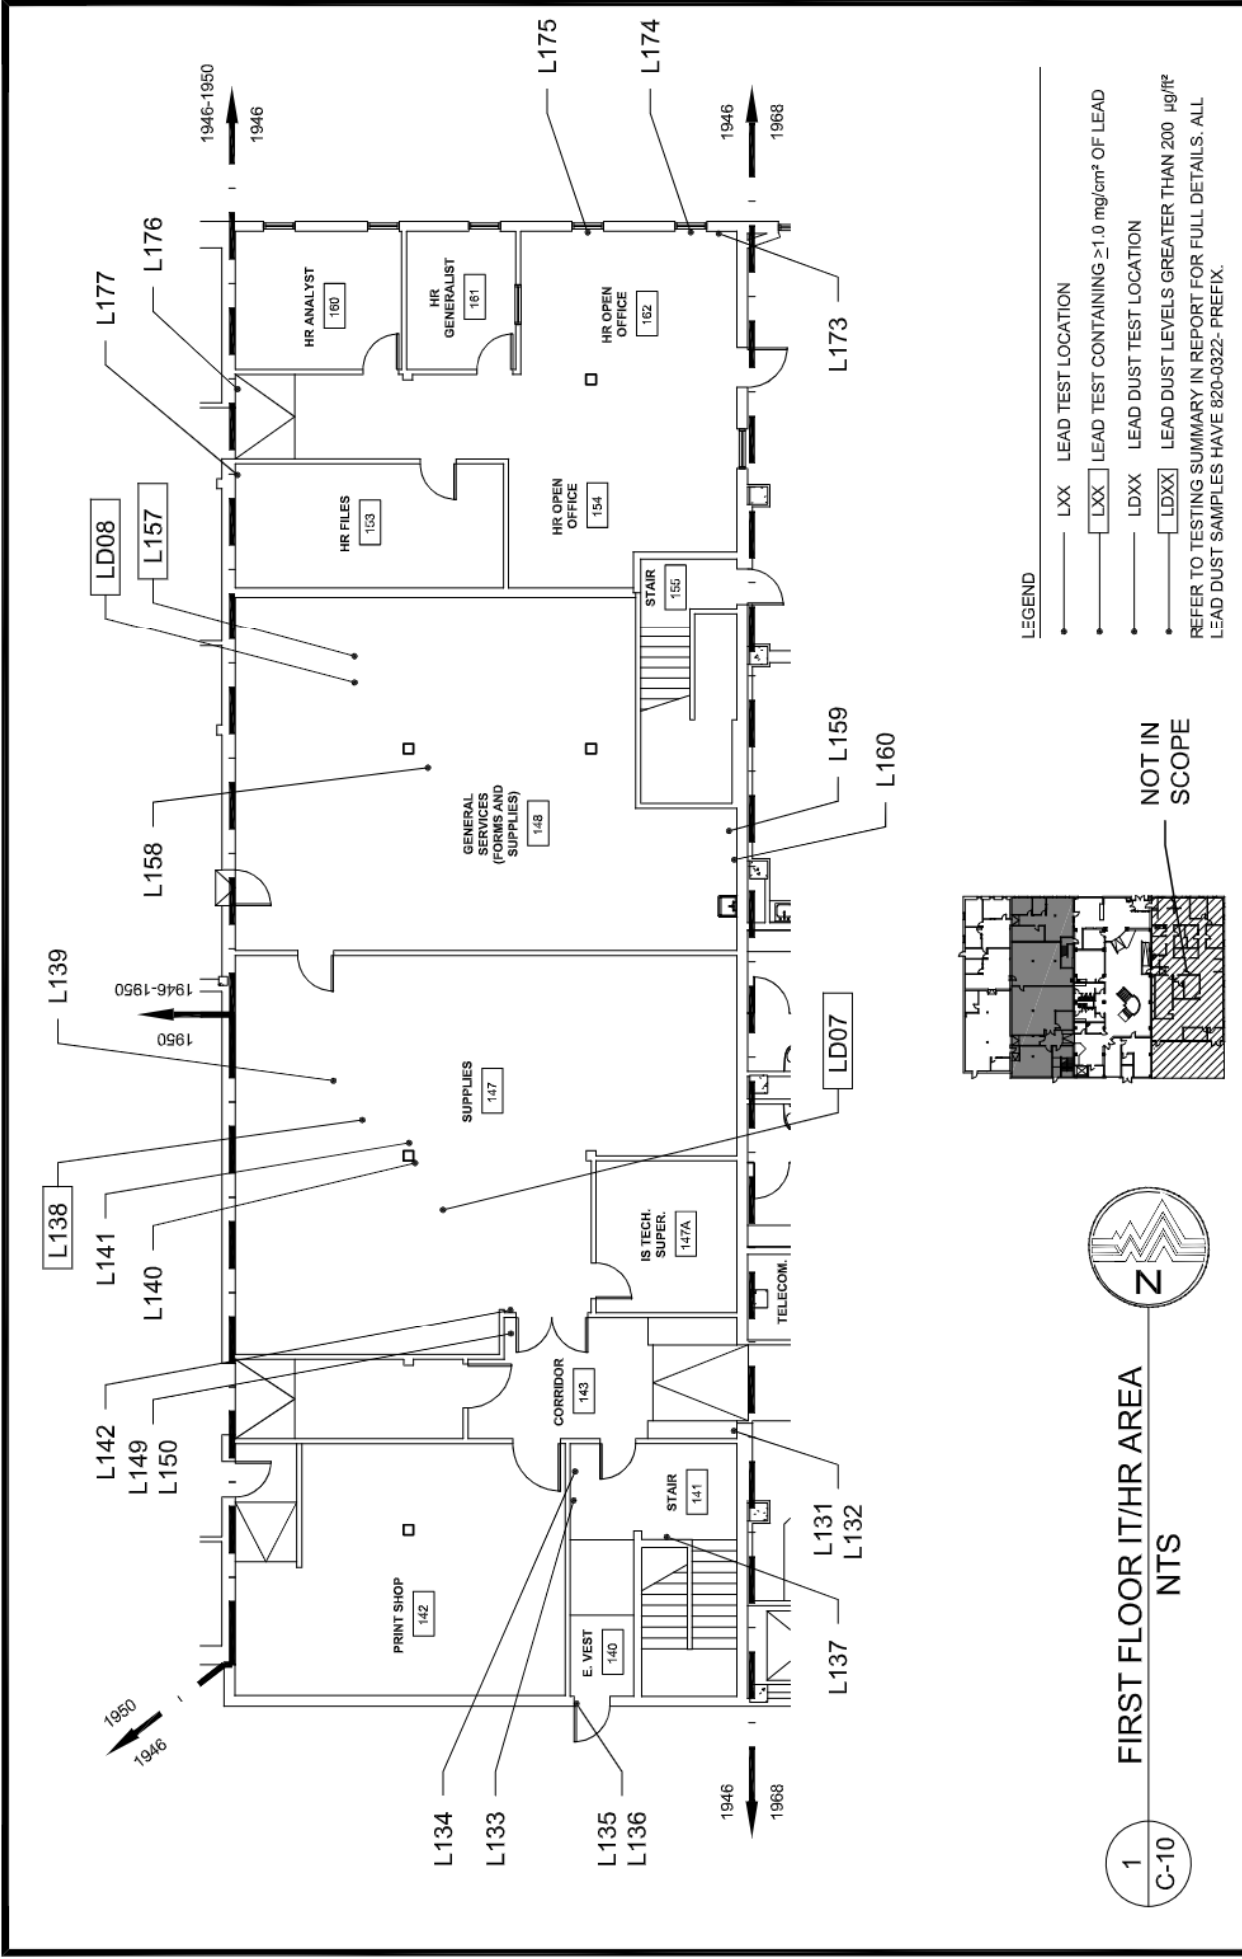 1946-1950
1946
L175
L174
1946
1968
L177
L176
HR ANALYST
160
HR
GENERALIST
161
HR OPEN
OFFICE
162
L173
LD08
L157
HR FILES
153
HR OPEN
OFFICE
154
STAIR
155
L158
GENERAL
SERVICES
(FORMS AND
SUPPLIES)
148
L159
L160
L139
1946-1950
1950
SUPPLIES
147
LD07
L138
L141
L140
IS TECH.
SUPER.
147A
TELECOM.
L142
L149
L150
CORRIDOR
143
STAIR
141
L131
L132
PRINT SHOP
142
E. VEST
140
L137
1950
1946
L134
L133
L135
L136
1946
1968
LEGEND
LXX LEAD TEST LOCATION
LXX LEAD TEST CONTAINING ≥1.0 mg/cm² OF LEAD
LDXX LEAD DUST TEST LOCATION
LDXX LEAD DUST LEVELS GREATER THAN 200 µg/ft²
REFER TO TESTING SUMMARY IN REPORT FOR FULL DETAILS. ALL
LEAD DUST SAMPLES HAVE 820-0322- PREFIX.
NOT IN
SCOPE
N
1
C-10
FIRST FLOOR IT/HR AREA
NTS